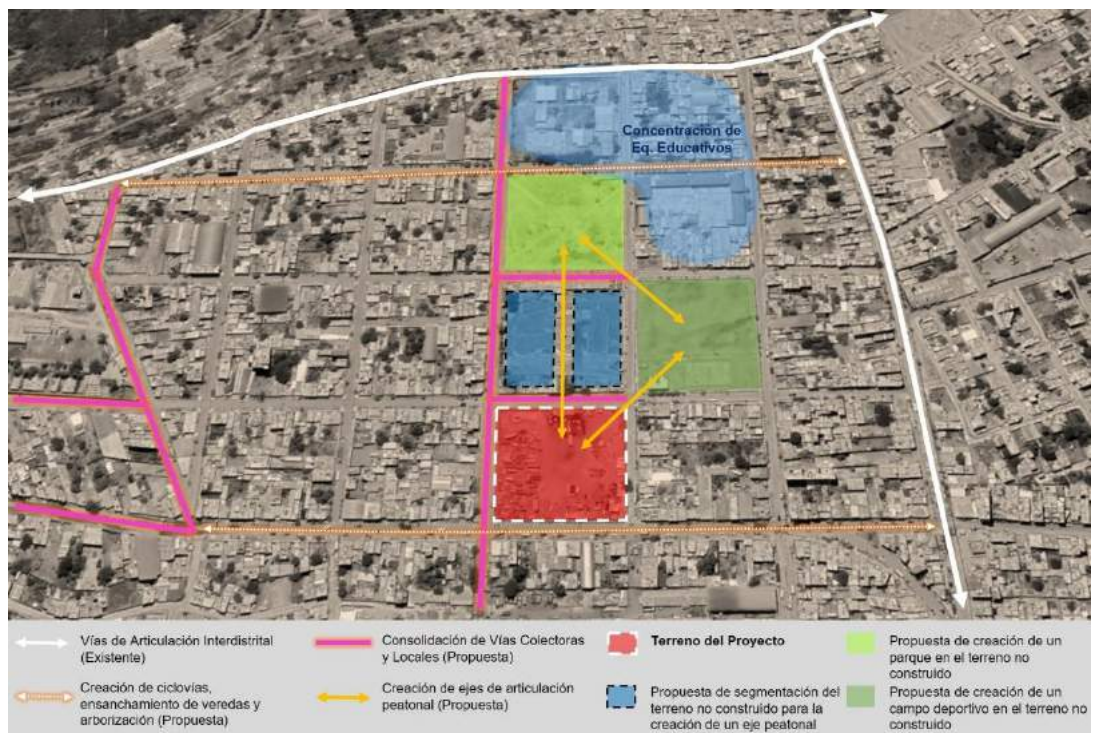 Concentración de
Eq. Educativos
Vías de Articulación Interdistrital
(Existente)
Consolidación de Vías Colectoras
y Locales (Propuesta)
Terreno del Proyecto
Propuesta de creación de un
parque en el terreno no
construido
Creación de ciclovías,
ensanchamiento de veredas y
arborización (Propuesta)
Creación de ejes de articulación
peatonal (Propuesta)
Propuesta de segmentación del
terreno no construído para la
creación de un eje peatonal
Propuesta de creación de un
campo deportivo en el terreno no
construido